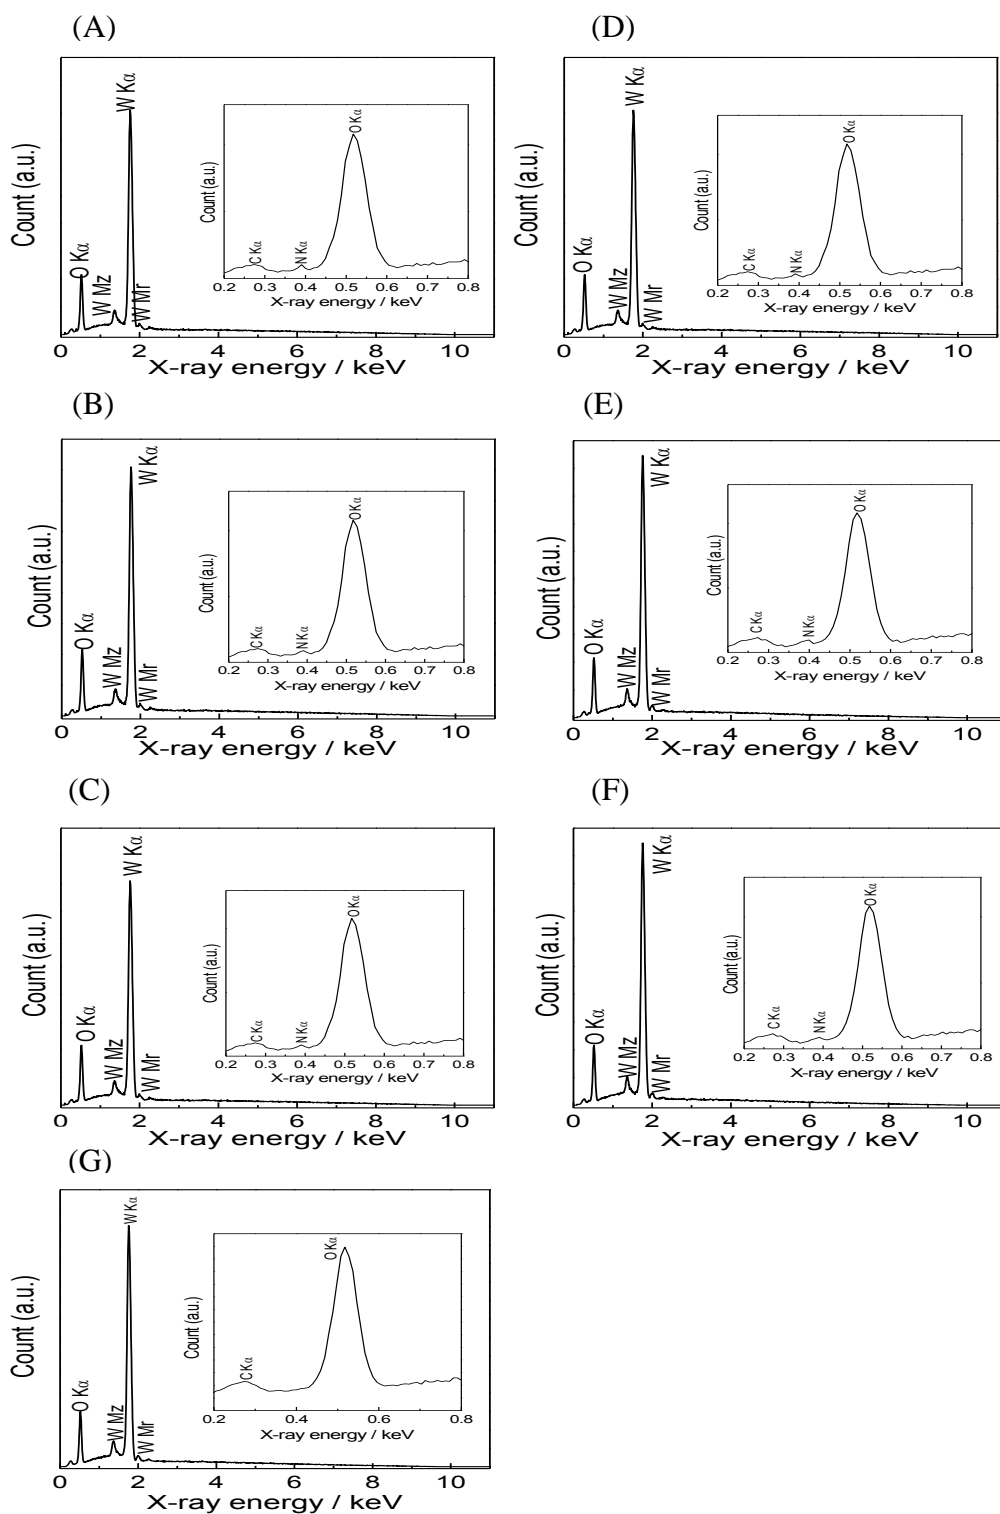 (A)
Count (a.u.)
O Kα
W Mz
W Kα
W Mr
0 2 4 6 8 10
X-ray energy / keV
Count (a.u.)
C Kα
N Kα
O Kα
0.2 0.3 0.4 0.5 0.6 0.7 0.8
X-ray energy / keV
(D)
Count (a.u.)
O Kα
W Mz
W Kα
W Mr
0 2 4 6 8 10
X-ray energy / keV
Count (a.u.)
C Kα
N Kα
O Kα
0.2 0.3 0.4 0.5 0.6 0.7 0.8
X-ray energy / keV
(B)
Count (a.u.)
O Kα
W Mz
W Kα
W Mr
0 2 4 6 8 10
X-ray energy / keV
Count (a.u.)
C Kα
N Kα
O Kα
0.2 0.3 0.4 0.5 0.6 0.7 0.8
X-ray energy / keV
(E)
Count (a.u.)
O Kα
W Mz
W Kα
W Mr
0 2 4 6 8 10
X-ray energy / keV
Count (a.u.)
C Kα
N Kα
O Kα
0.2 0.3 0.4 0.5 0.6 0.7 0.8
X-ray energy / keV
(C)
Count (a.u.)
O Kα
W Mz
W Kα
W Mr
0 2 4 6 8 10
X-ray energy / keV
Count (a.u.)
C Kα
N Kα
O Kα
0.2 0.3 0.4 0.5 0.6 0.7 0.8
X-ray energy / keV
(F)
Count (a.u.)
O Kα
W Mz
W Kα
W Mr
0 2 4 6 8 10
X-ray energy / keV
Count (a.u.)
C Kα
N Kα
O Kα
0.2 0.3 0.4 0.5 0.6 0.7 0.8
X-ray energy / keV
(G)
Count (a.u.)
O Kα
W Mz
W Kα
W Mr
0 2 4 6 8 10
X-ray energy / keV
Count (a.u.)
C Kα
O Kα
0.2 0.4 0.6 0.8
X-ray energy / keV